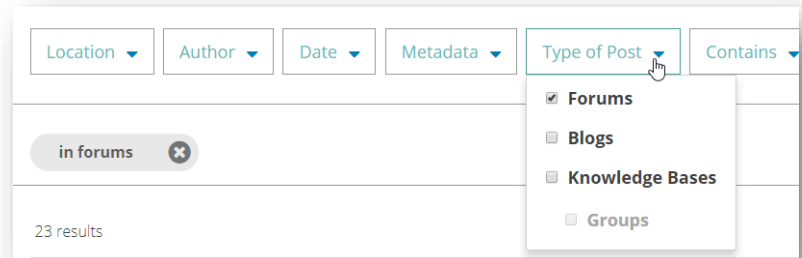 Location Author Date Metadata Type of Post Contains
Forums
Blogs
Knowledge Bases
Groups
in forums
23 results